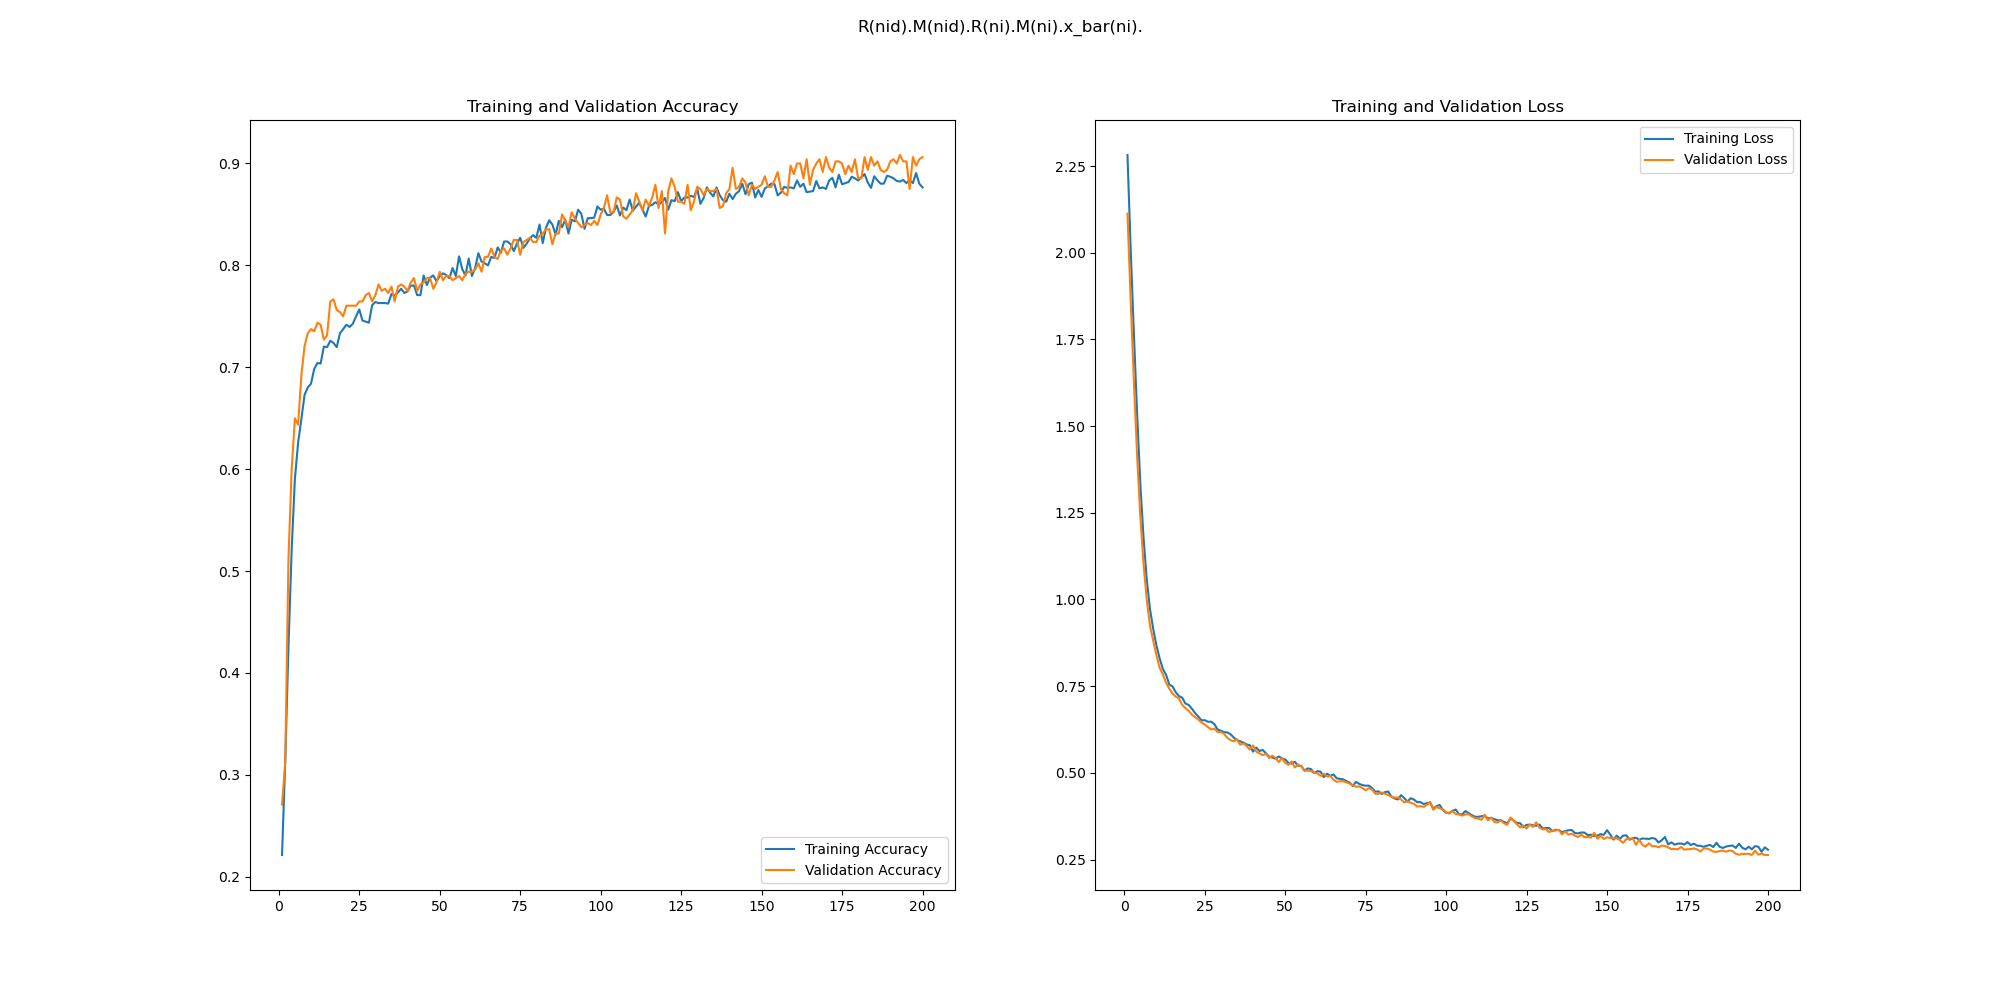 R(nid).M(nid).R(ni).M(ni).x_bar(ni).
Training and Validation Accuracy
0.9
0.8
0.7
0.6
0.5
0.4
0.3
0.2
0 25 50 75 100 125 150 175 200
Training Accuracy
Validation Accuracy
Training and Validation Loss
2.25
2.00
1.75
1.50
1.25
1.00
0.75
0.50
0.25
0 25 50 75 100 125 150 175 200
Training Loss
Validation Loss